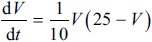 dV/dt = 1/10 V(25 − V)